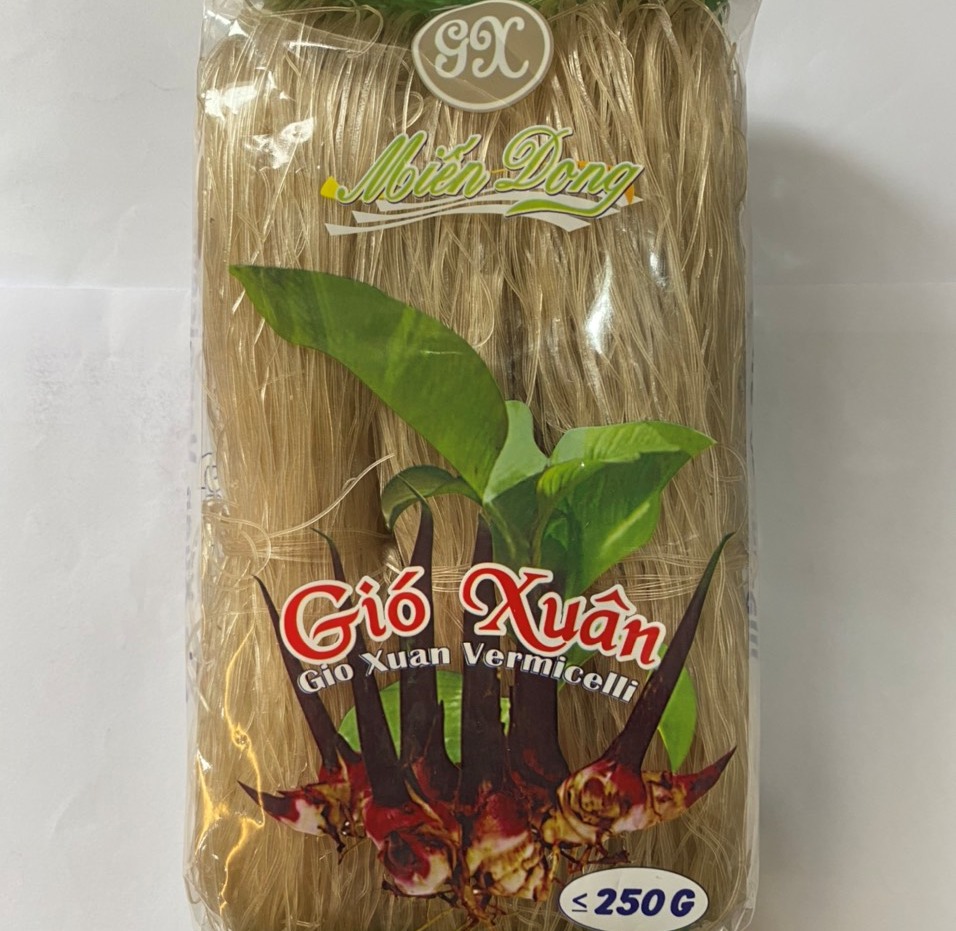 GX
Miến Dong
Gió Xuân
Gio Xuan Vermicelli
≤ 250G